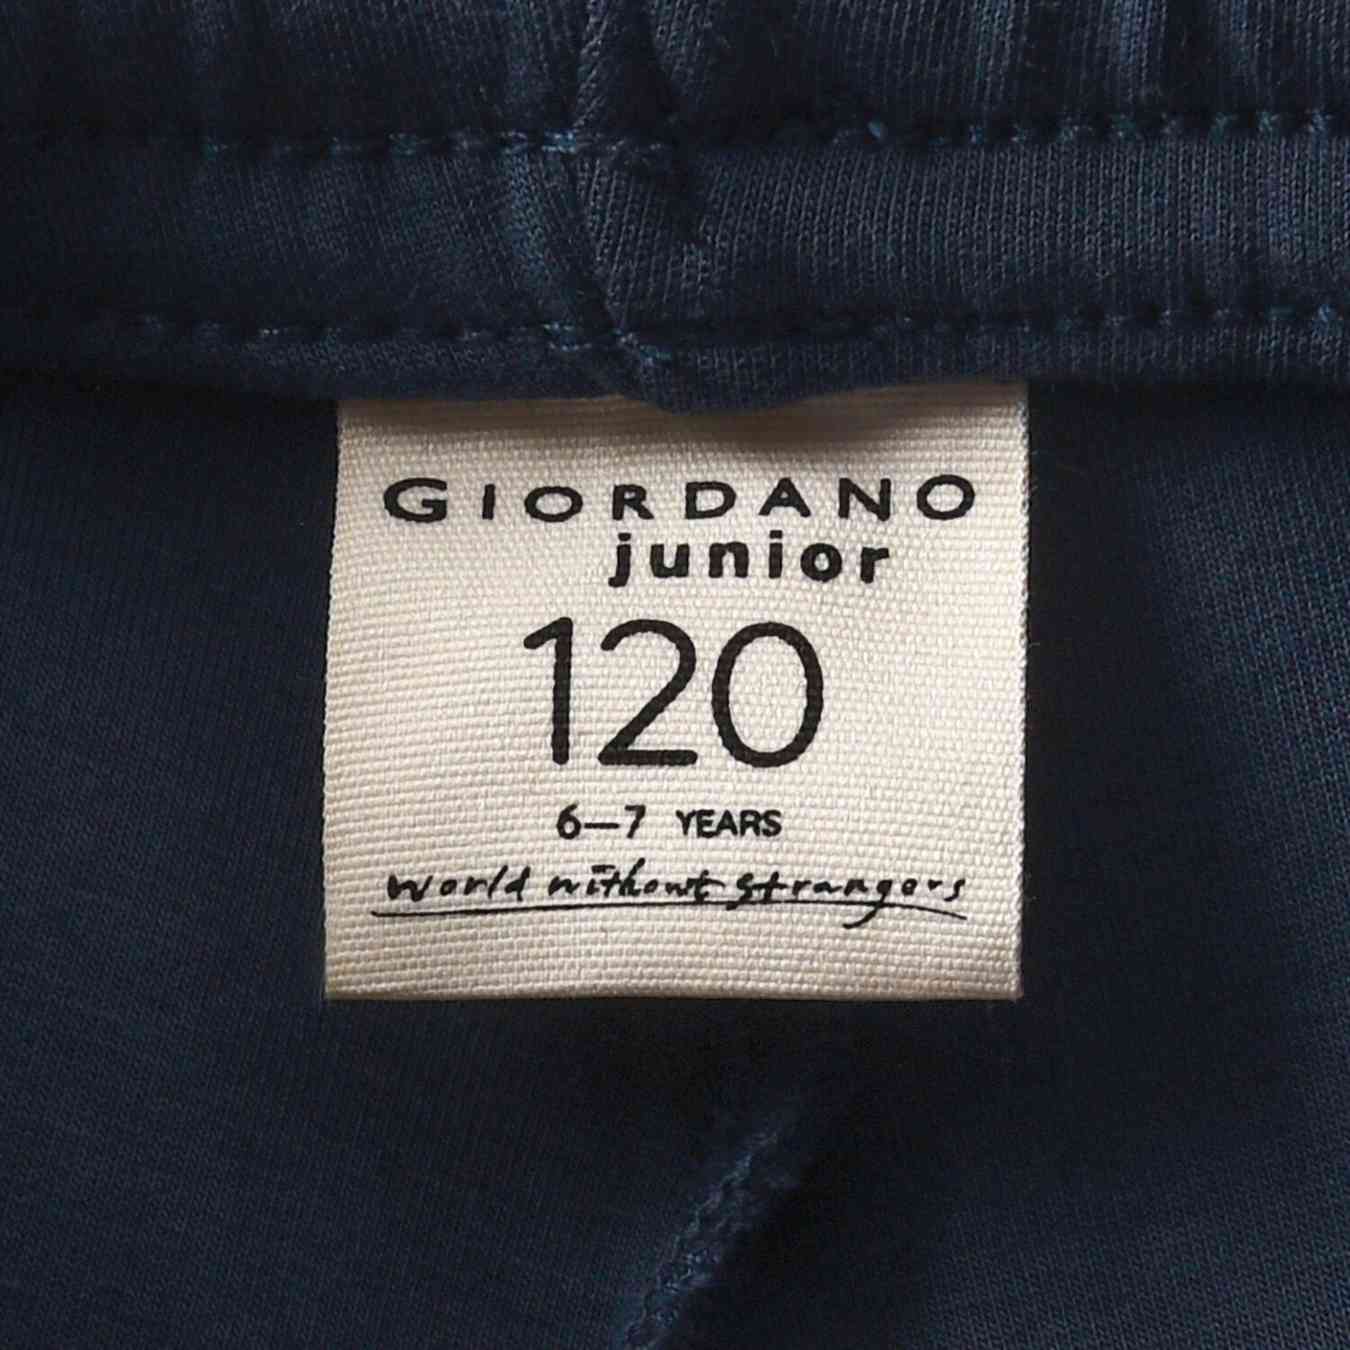 GIORDANO
junior
120
6—7 YEARS
World without strangers